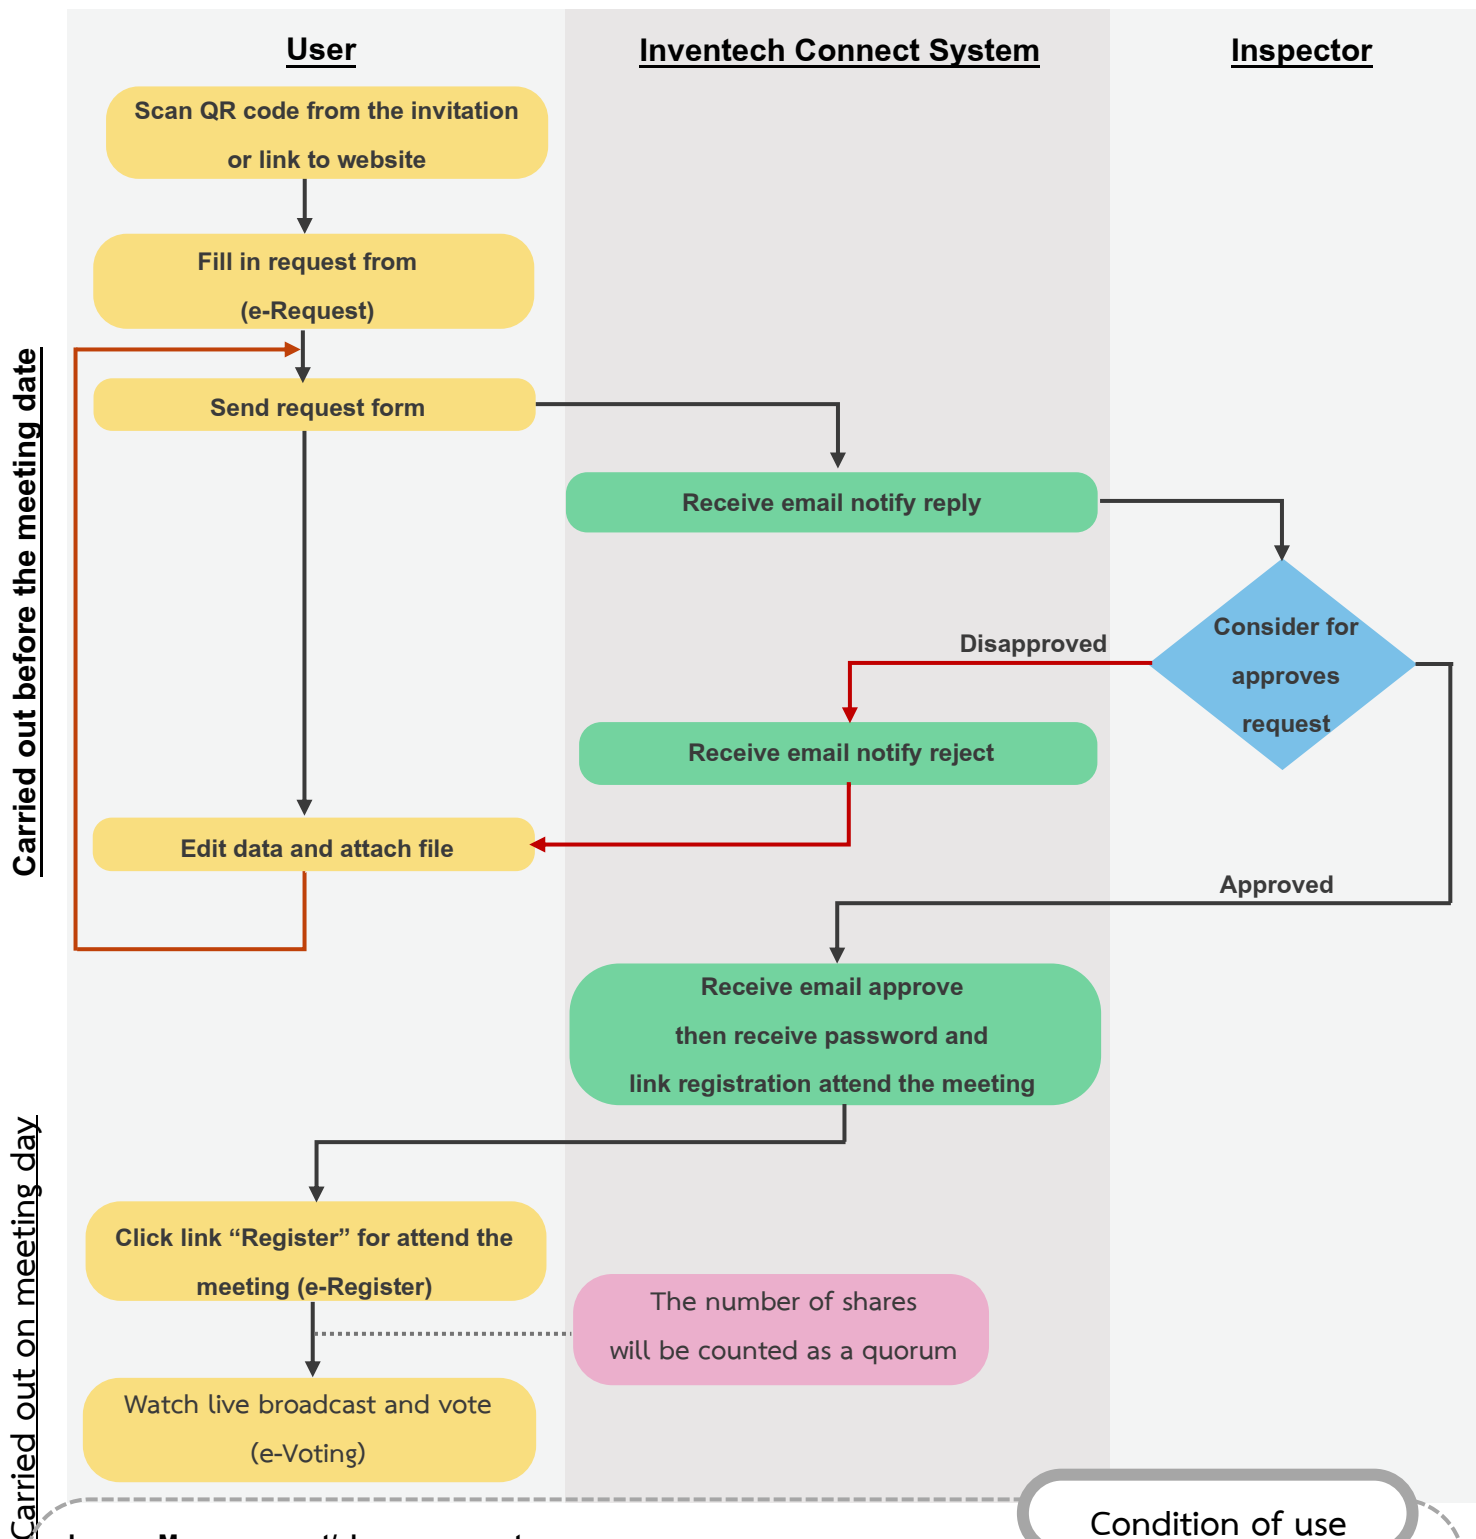 User
Inventech Connect System
Inspector
Scan QR code from the invitation
or link to website
Fill in request from
(e-Request)
Send request form
Receive email notify reply
Consider for
approves
request
Disapproved
Receive email notify reject
Edit data and attach file
Approved
Receive email approve
then receive password and
link registration attend the meeting
Click link “Register” for attend the
meeting (e-Register)
The number of shares
will be counted as a quorum
Watch live broadcast and vote
(e-Voting)
Carried out before the meeting date
Carried out on meeting day
Condition of use